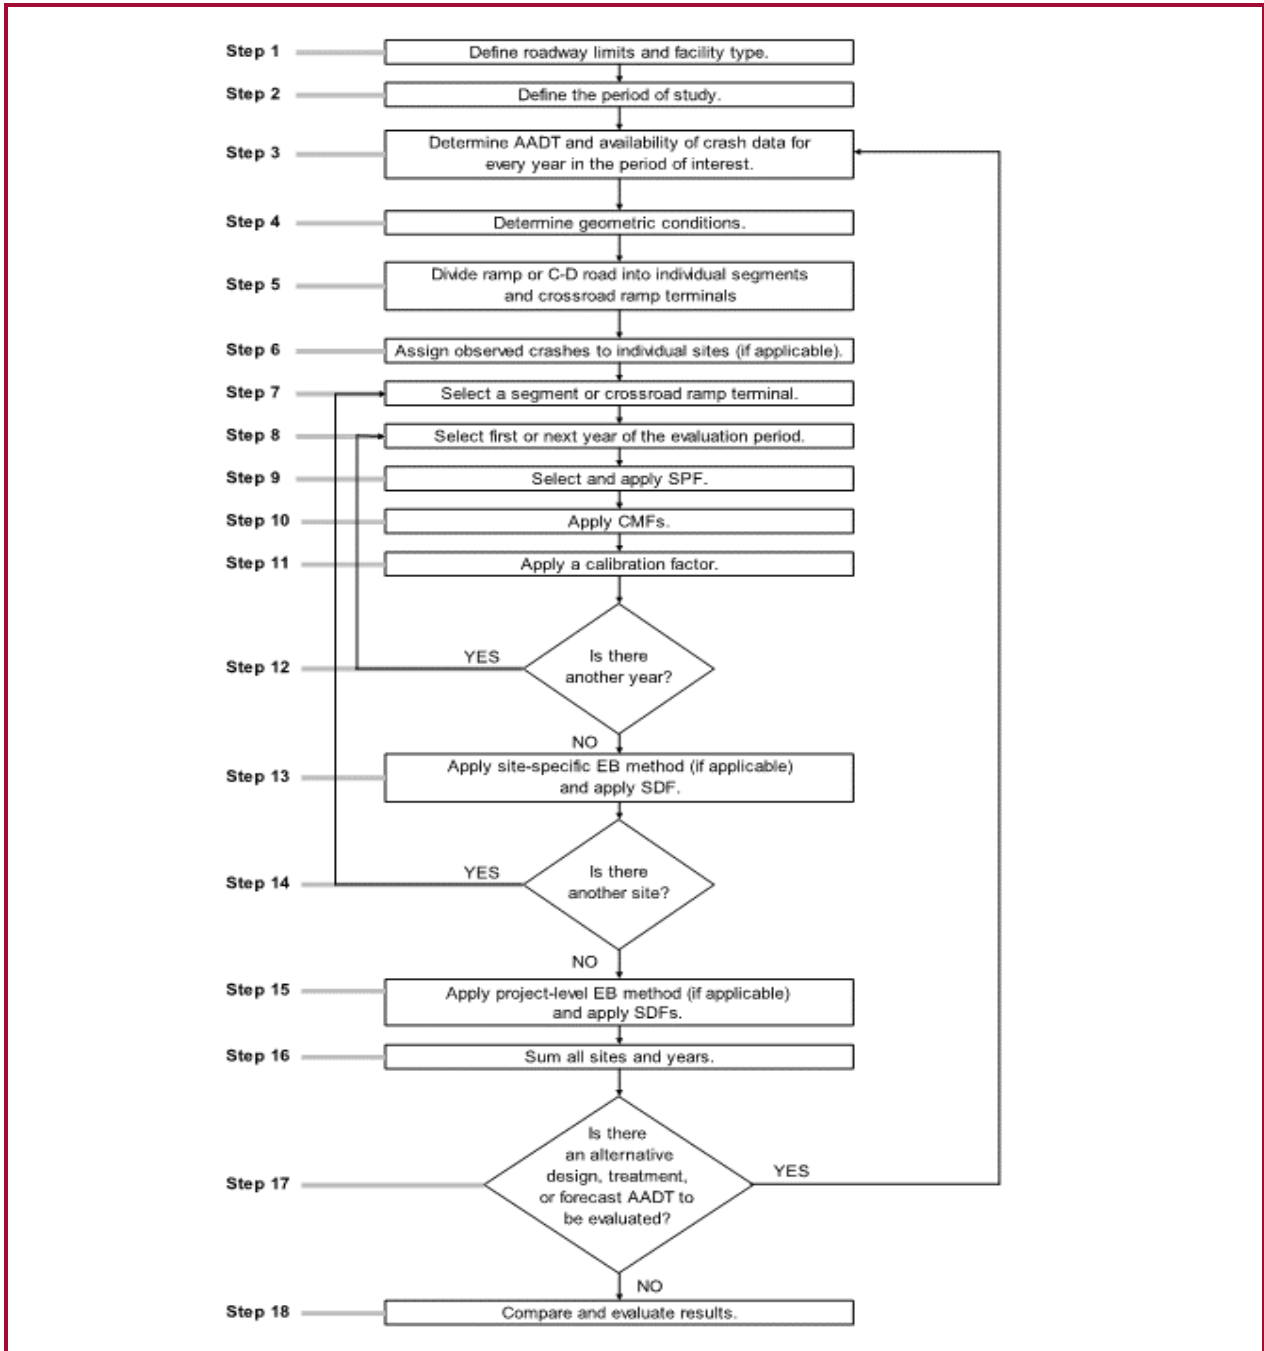 Step 1
Define roadway limits and facility type.
Step 2
Define the period of study.
Step 3
Determine AADT and availability of crash data for
every year in the period of interest.
Step 4
Determine geometric conditions.
Step 5
Divide ramp or C-D road into individual segments
and crossroad ramp terminals
Step 6
Assign observed crashes to individual sites (if applicable).
Step 7
Select a segment or crossroad ramp terminal.
Step 8
Select first or next year of the evaluation period.
Step 9
Select and apply SPF.
Step 10
Apply CMFs.
Step 11
Apply a calibration factor.
Step 12
YES
Is there
another year?
NO
Step 13
Apply site-specific EB method (if applicable)
and apply SDF.
Step 14
YES
Is there
another site?
NO
Step 15
Apply project-level EB method (if applicable)
and apply SDFs.
Step 16
Sum all sites and years.
Step 17
Is there
an alternative
design, treatment,
or forecast AADT to
be evaluated?
YES
NO
Step 18
Compare and evaluate results.